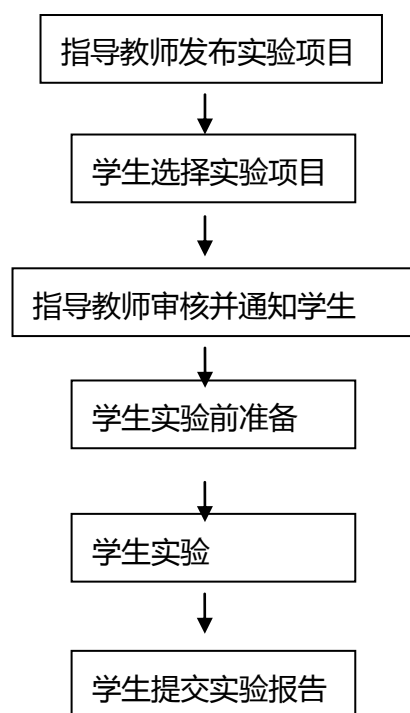 指导教师发布实验项目
学生选择实验项目
指导教师审核并通知学生
学生实验前准备
学生实验
学生提交实验报告